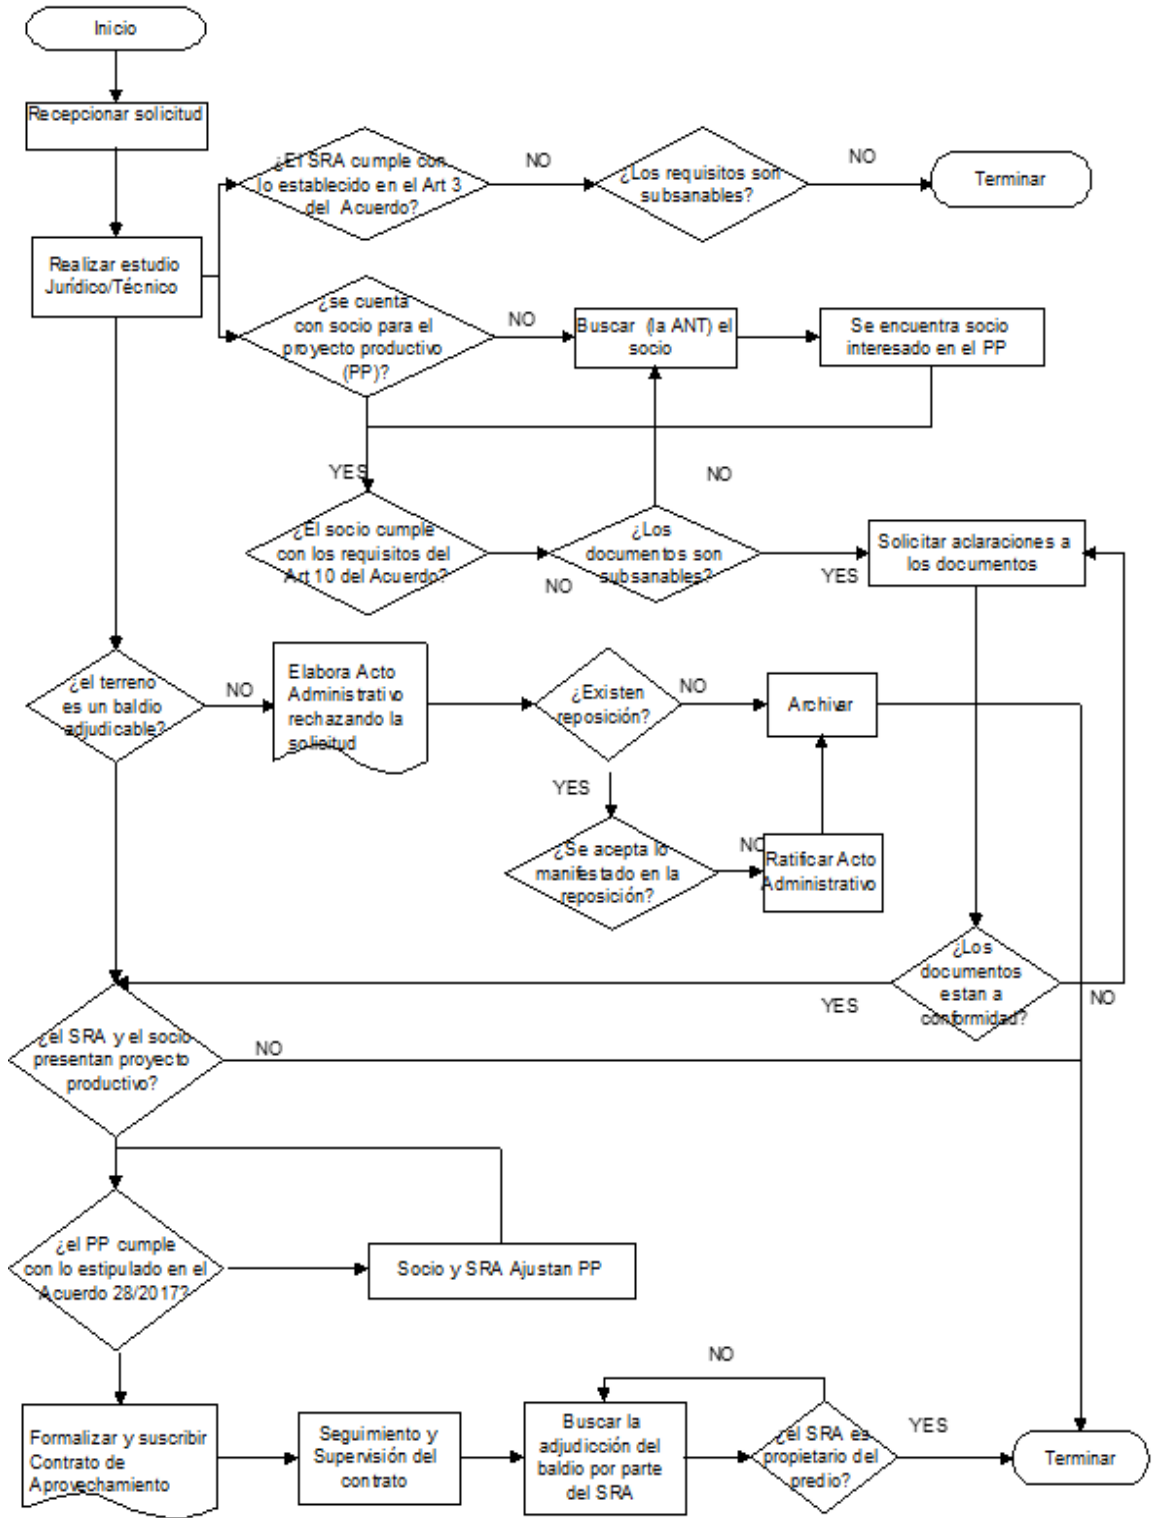 Inicio
Recepcionar solicitud
¿El SRA cumple con
lo establecido en el Art 3
del Acuerdo?
NO
¿Los requisitos son
subsanables?
NO
Terminar
Realizar estudio
Jurídico/Técnico
¿se cuenta
con socio para el
proyecto productivo
(PP)?
NO
Buscar (la ANT) el
socio
Se encuentra socio
interesado en el PP
YES
NO
¿El socio cumple
con los requisitos del
Art 10 del Acuerdo?
NO
¿Los
documentos son
subsanables?
YES
Solicitar aclaraciones a
los documentos
¿el terreno
es un baldio
adjudicable?
NO
Elabora Acto
Administrativo
rechazando la
solicitud
¿Existen
reposición?
NO
Archivar
YES
¿Se acepta lo
manifestado en la
reposición?
NO
Ratificar Acto
Administrativo
¿Los
documentos
estan a
conformidad?
YES
NO
¿el SRA y el socio
presentan proyecto
productivo?
NO
¿el PP cumple
con lo estipulado en el
Acuerdo 28/2017?
Socio y SRA Ajustan PP
NO
Formalizar y suscribir
Contrato de
Aprovechamiento
Seguimiento y
Supervisión del
contrato
Buscar la
adjudicción del
baldio por parte
del SRA
¿el SRA es
propietario del
predio?
YES
Terminar